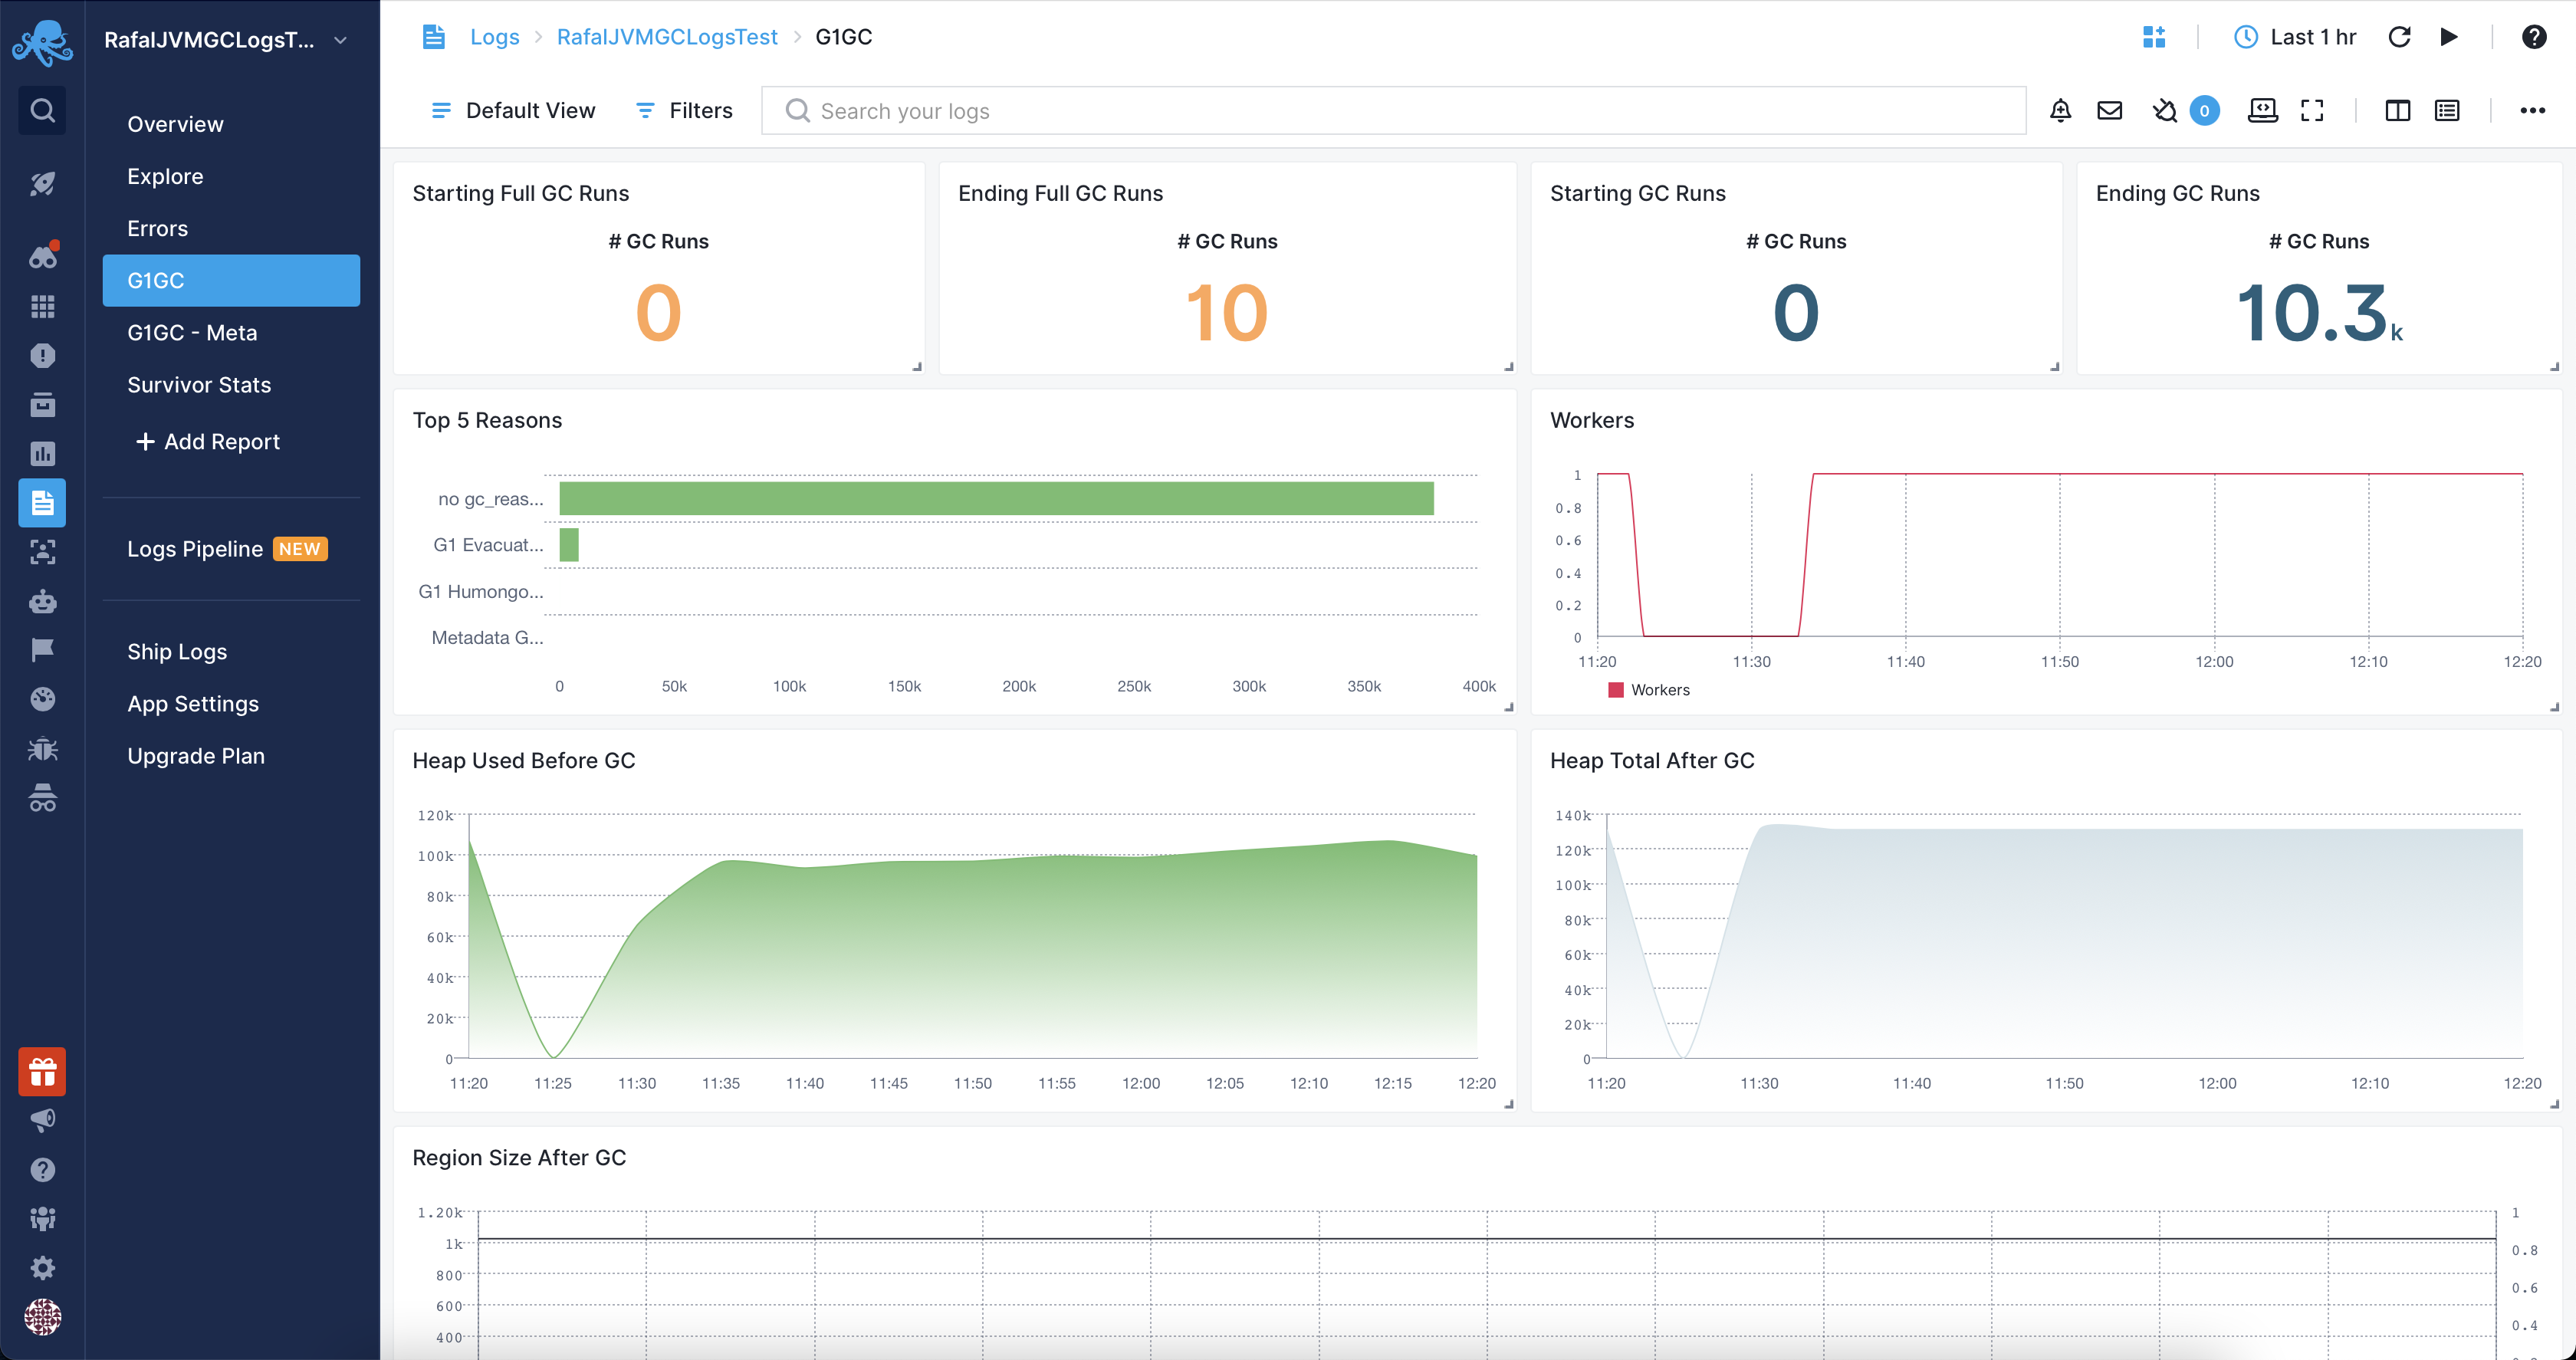 RafalJVMGCLogsT...
Overview
Explore
Errors
G1GC
G1GC - Meta
Survivor Stats
+ Add Report
Logs Pipeline NEW
Ship Logs
App Settings
Upgrade Plan
Logs > RafalJVMGCLogsTest > G1GC
Last 1 hr
Default View
Filters
Search your logs
0
Starting Full GC Runs
# GC Runs
0
Ending Full GC Runs
# GC Runs
10
Starting GC Runs
# GC Runs
0
Ending GC Runs
# GC Runs
10.3k
Top 5 Reasons
no gc_reas...
G1 Evacuat...
G1 Humongo...
Metadata G...
0 50k 100k 150k 200k 250k 300k 350k 400k
Workers
1
0.8
0.6
0.4
0.2
0
11:20 11:30 11:40 11:50 12:00 12:10 12:20
Workers
Heap Used Before GC
120k
100k
80k
60k
40k
20k
0
11:20 11:25 11:30 11:35 11:40 11:45 11:50 11:55 12:00 12:05 12:10 12:15 12:20
Heap Total After GC
140k
120k
100k
80k
60k
40k
20k
0
11:20 11:30 11:40 11:50 12:00 12:10 12:20
Region Size After GC
1.20k
1k
800
600
400
1
0.8
0.6
0.4